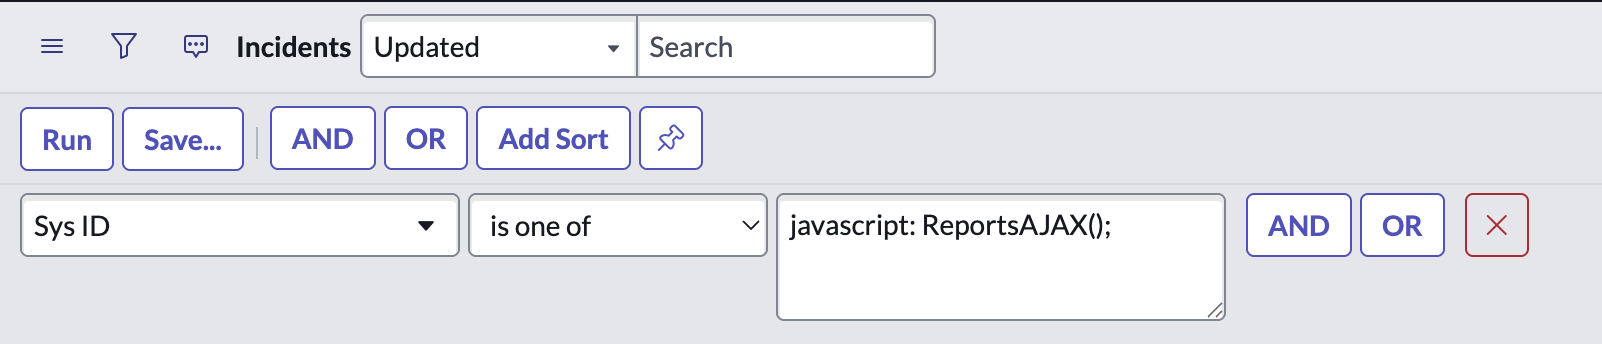 Incidents Updated Search
Run Save... AND OR Add Sort
Sys ID is one of javascript: ReportsAJAX(); AND OR